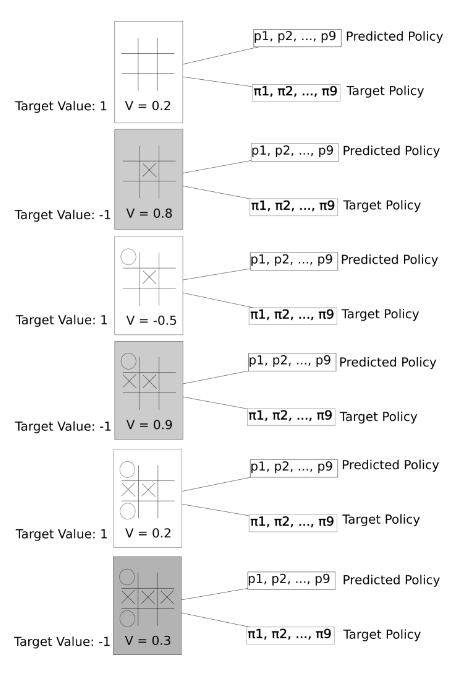 p1, p2, ..., p9 Predicted Policy
π1, π2, ..., π9 Target Policy
Target Value: 1 V = 0.2
p1, p2, ..., p9 Predicted Policy
π1, π2, ..., π9 Target Policy
Target Value: -1 V = 0.8
p1, p2, ..., p9 Predicted Policy
π1, π2, ..., π9 Target Policy
Target Value: 1 V = -0.5
p1, p2, ..., p9 Predicted Policy
π1, π2, ..., π9 Target Policy
Target Value: -1 V = 0.9
p1, p2, ..., p9 Predicted Policy
π1, π2, ..., π9 Target Policy
Target Value: 1 V = 0.2
p1, p2, ..., p9 Predicted Policy
π1, π2, ..., π9 Target Policy
Target Value: -1 V = 0.3